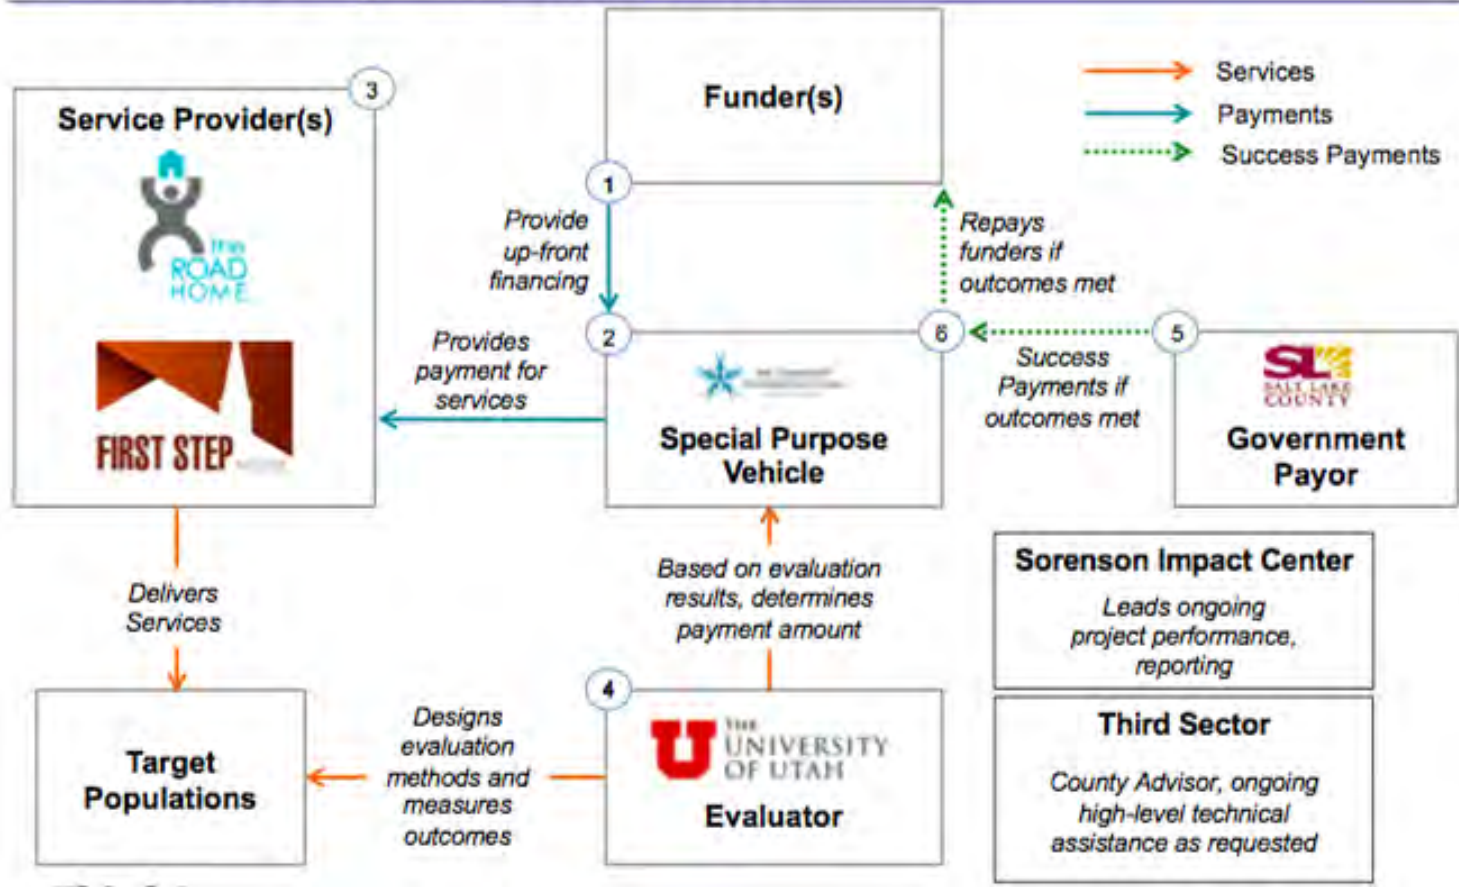 Funder(s)
Services
Payments
Success Payments
3
Service Provider(s)
the
ROAD
HOME
FIRST STEP
1
Provide
up-front
financing
Repays
funders if
outcomes met
2
Provides
payment for
services
Special Purpose
Vehicle
6
Success
Payments if
outcomes met
5
SL
SALT LAKE
COUNTY
Government
Payor
Delivers
Services
Based on evaluation
results, determines
payment amount
Sorenson Impact Center
Leads ongoing
project performance,
reporting
Target
Populations
Designs
evaluation
methods and
measures
outcomes
4
U
THE
UNIVERSITY
OF UTAH
Evaluator
Third Sector
County Advisor, ongoing
high-level technical
assistance as requested